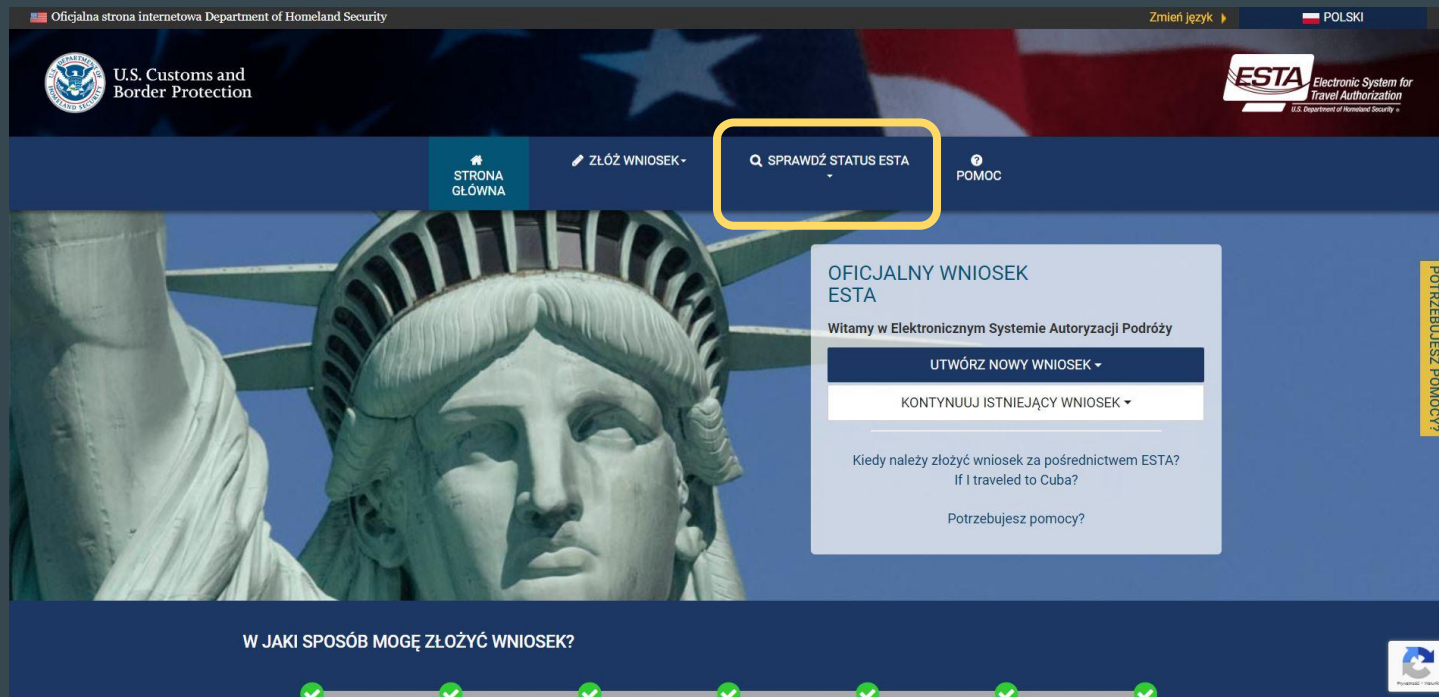 Oficjalna strona internetowa Department of Homeland Security
Zmień język
POLSKI
U.S. Customs and
Border Protection
ESTA
Electronic System for
Travel Authorization
U.S. Department of Homeland Security
STRONA
GŁÓWNA
ZŁÓŻ WNIOSEK
SPRAWDŹ STATUS ESTA
POMOC
OFICJALNY WNIOSEK
ESTA
Witamy w Elektronicznym Systemie Autoryzacji Podróży
UTWÓRZ NOWY WNIOSEK
KONTYNUUJ ISTNIEJĄCY WNIOSEK
Kiedy należy złożyć wniosek za pośrednictwem ESTA?
If I traveled to Cuba?
Potrzebujesz pomocy?
POTRZEBUJESZ POMOCY?
W JAKI SPOSÓB MOGĘ ZŁOŻYĆ WNIOSEK?